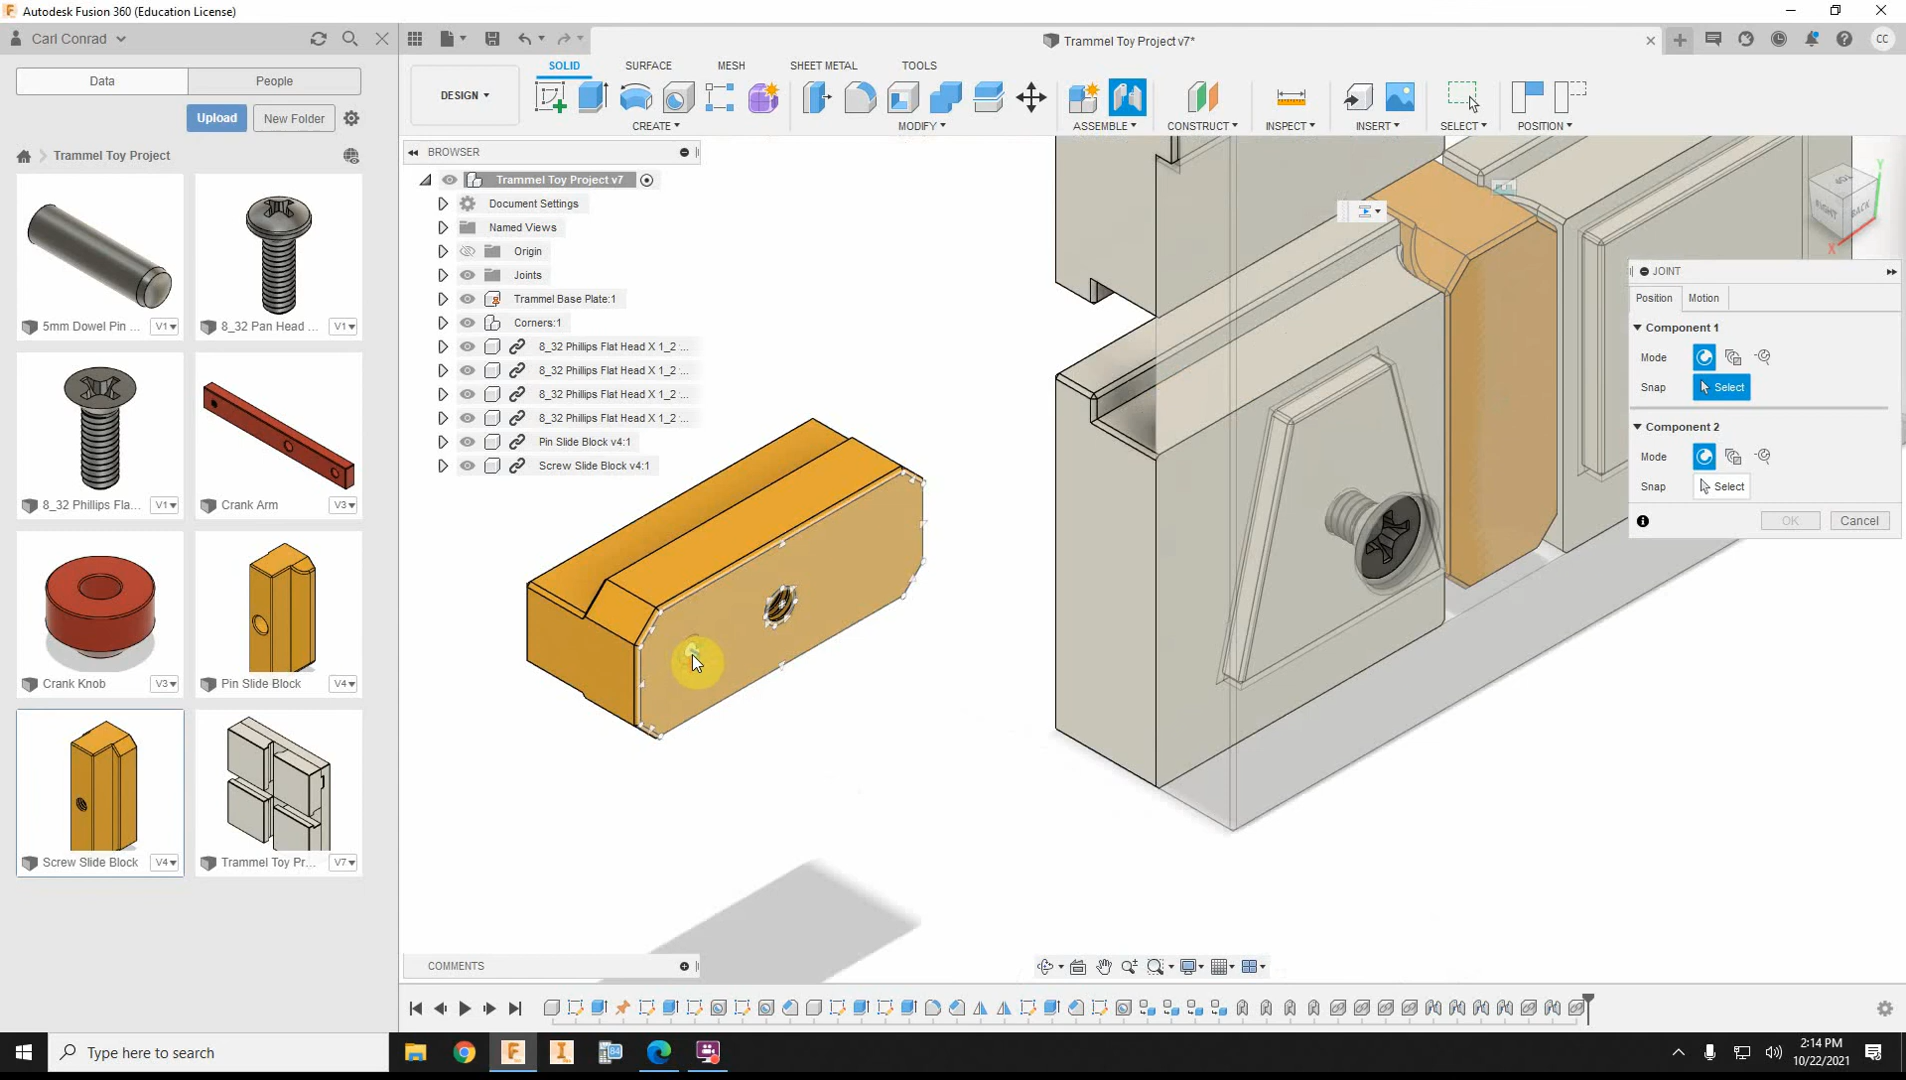 Autodesk Fusion 360 (Education License)
Carl Conrad
Trammel Toy Project v7*
CC
Data
People
SOLID
SURFACE
MESH
SHEET METAL
TOOLS
DESIGN
Upload
New Folder
CREATE
MODIFY
ASSEMBLE
CONSTRUCT
INSPECT
INSERT
SELECT
POSITION
Trammel Toy Project
BROWSER
Trammel Toy Project v7
Document Settings
Named Views
Origin
Joints
Trammel Base Plate:1
Corners:1
8_32 Phillips Flat Head X 1_2 ...
8_32 Phillips Flat Head X 1_2 ...
8_32 Phillips Flat Head X 1_2 ...
8_32 Phillips Flat Head X 1_2 ...
Pin Slide Block v4:1
Screw Slide Block v4:1
5mm Dowel Pin ...
V1
8_32 Pan Head ...
V1
8_32 Phillips Fla...
V1
Crank Arm
V3
Crank Knob
V3
Pin Slide Block
V4
Screw Slide Block
V4
Trammel Toy Pr...
V7
TOP
RIGHT
BACK
Y
X
JOINT
Position
Motion
Component 1
Mode
Snap
Select
Component 2
Mode
Snap
Select
OK
Cancel
COMMENTS
Type here to search
2:14 PM
10/22/2021